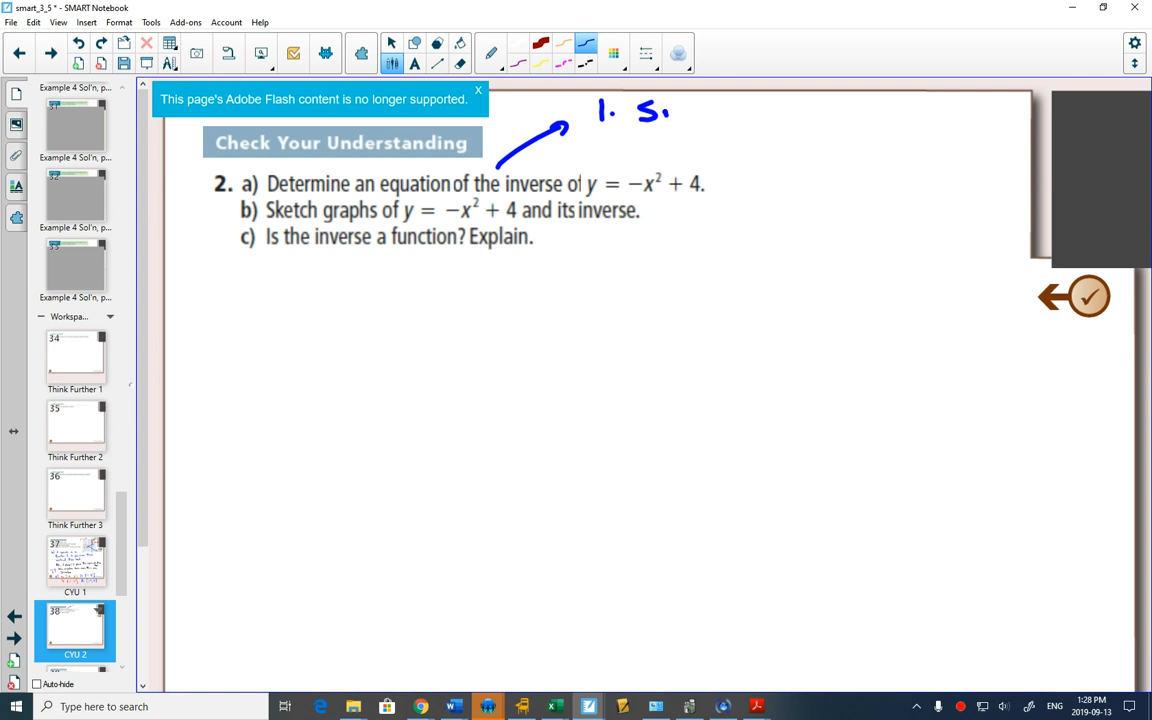 smart_3_5 * - SMART Notebook
File Edit View Insert Format Tools Add-ons Account Help
This page's Adobe Flash content is no longer supported. X
1. S.
Check Your Understanding
2. a) Determine an equation of the inverse of y = −x² + 4.
b) Sketch graphs of y = −x² + 4 and its inverse.
c) Is the inverse a function? Explain.
Example 4 Sol'n, p...
31
Example 4 Sol'n, p...
32
Example 4 Sol'n, p...
33
Example 4 Sol'n, p...
Workspa...
34
Think Further 1
35
Think Further 2
36
Think Further 3
37
CYU 1
38
CYU 2
Auto-hide
Type here to search
ENG
1:28 PM
2019-09-13